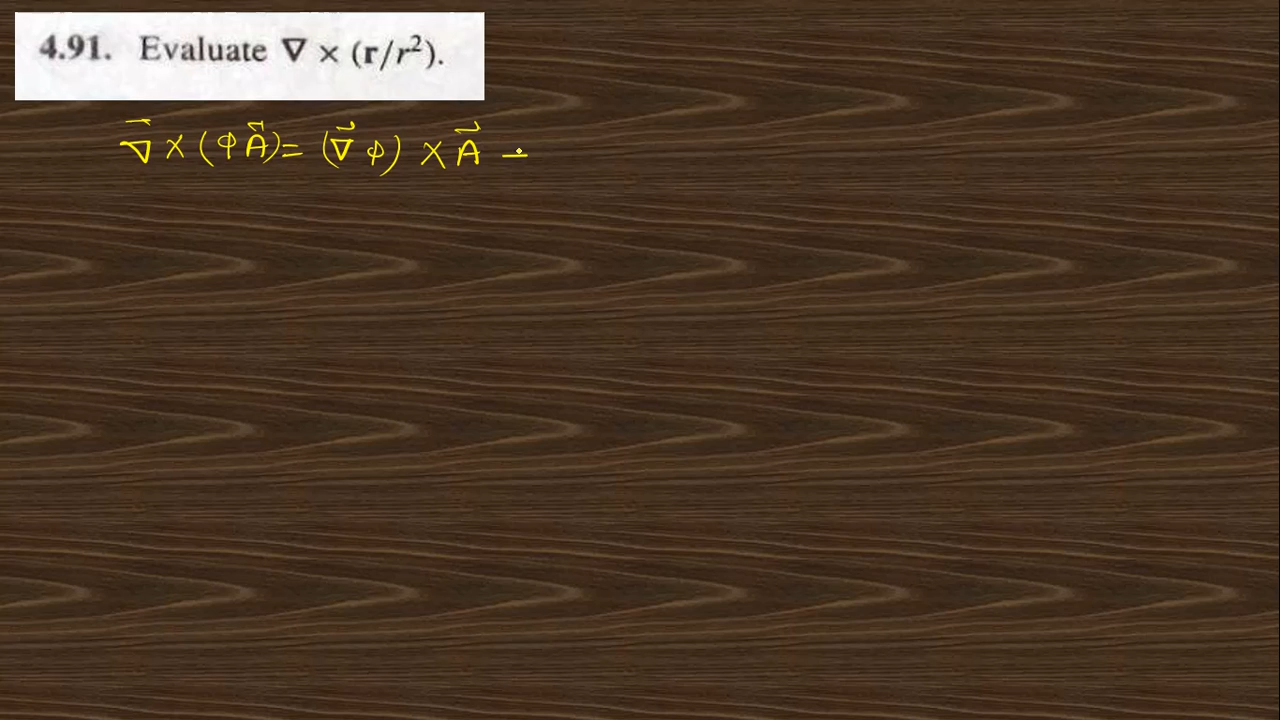 4.91. Evaluate ∇ × (r/r²).
∇⃗ × (φA⃗) = (∇⃗ φ) × A⃗ –